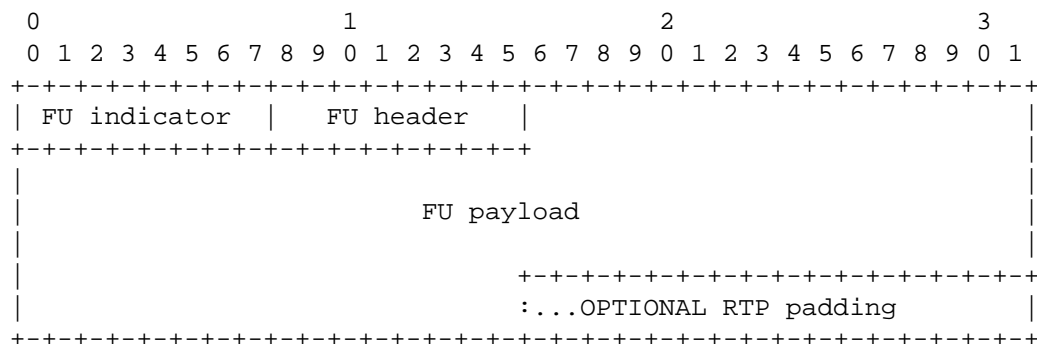 0                   1                   2                   3
 0 1 2 3 4 5 6 7 8 9 0 1 2 3 4 5 6 7 8 9 0 1 2 3 4 5 6 7 8 9 0 1
+-+-+-+-+-+-+-+-+-+-+-+-+-+-+-+-+-+-+-+-+-+-+-+-+-+-+-+-+-+-+-+-+
| FU indicator  |   FU header   |                               |
+-+-+-+-+-+-+-+-+-+-+-+-+-+-+-+-+                               |
|                                                               |
|                         FU payload                            |
|                                                               |
|                               +-+-+-+-+-+-+-+-+-+-+-+-+-+-+-+-+
|                               :...OPTIONAL RTP padding        |
+-+-+-+-+-+-+-+-+-+-+-+-+-+-+-+-+-+-+-+-+-+-+-+-+-+-+-+-+-+-+-+-+